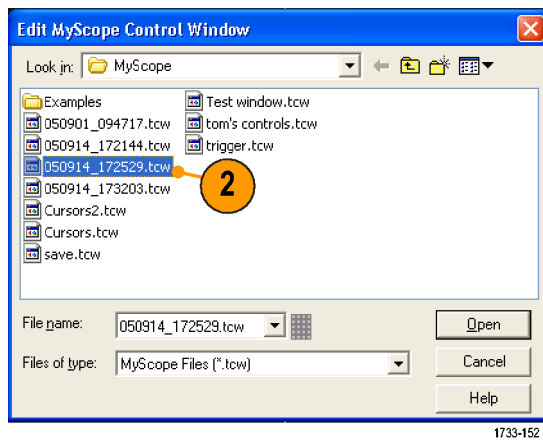 Edit MyScope Control Window
Look in: MyScope
Examples
050901_094717.tcw
050914_172144.tcw
050914_172529.tcw
050914_173203.tcw
Cursors2.tcw
Cursors.tcw
save.tcw
Test window.tcw
tom's controls.tcw
trigger.tcw
2
File name: 050914_172529.tcw Open
Files of type: MyScope Files (*.tcw) Cancel
Help
1733-152